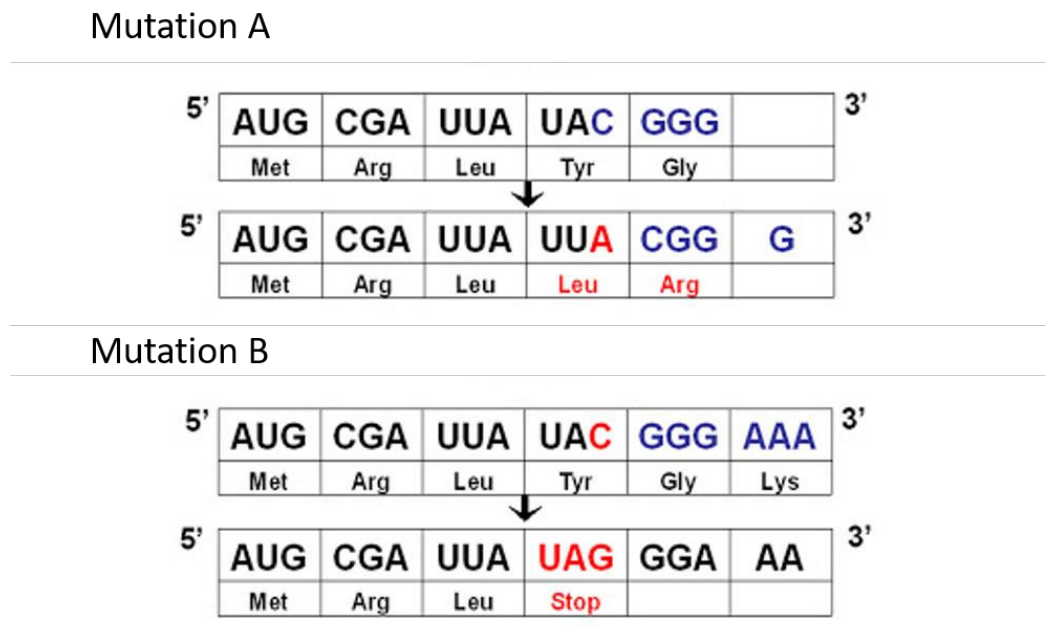 Mutation A
5’ AUG CGA UUA UAC GGG 3’
Met Arg Leu Tyr Gly
5’ AUG CGA UUA UUA CGG G 3’
Met Arg Leu Leu Arg
Mutation B
5’ AUG CGA UUA UAC GGG AAA 3’
Met Arg Leu Tyr Gly Lys
5’ AUG CGA UUA UAG GGA AA 3’
Met Arg Leu Stop